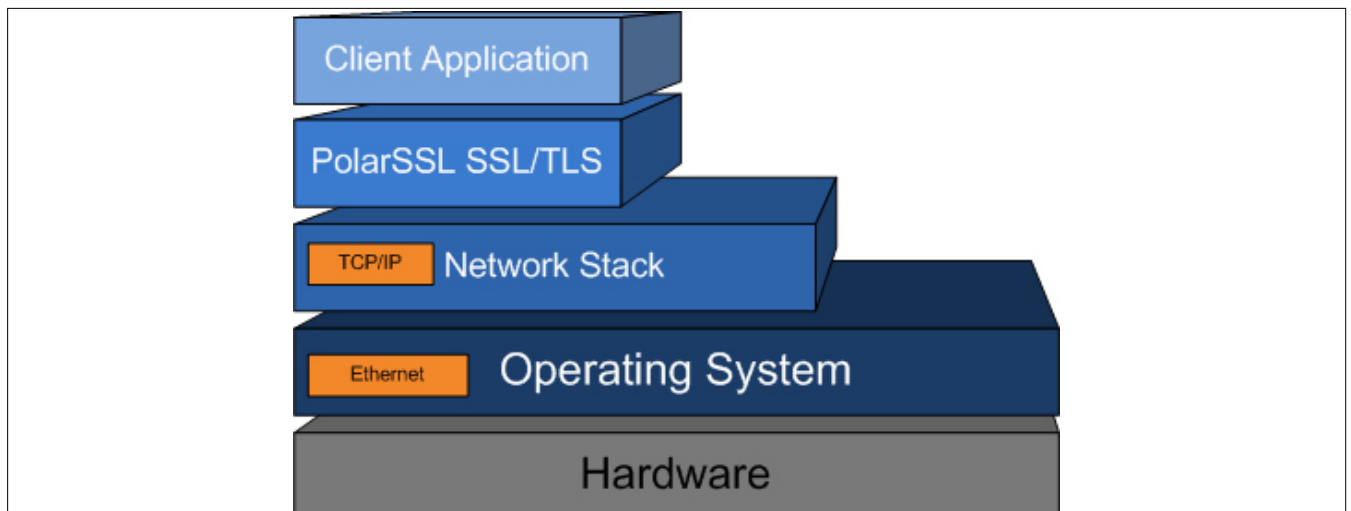 Client Application
PolarSSL SSL/TLS
TCP/IP Network Stack
Ethernet Operating System
Hardware